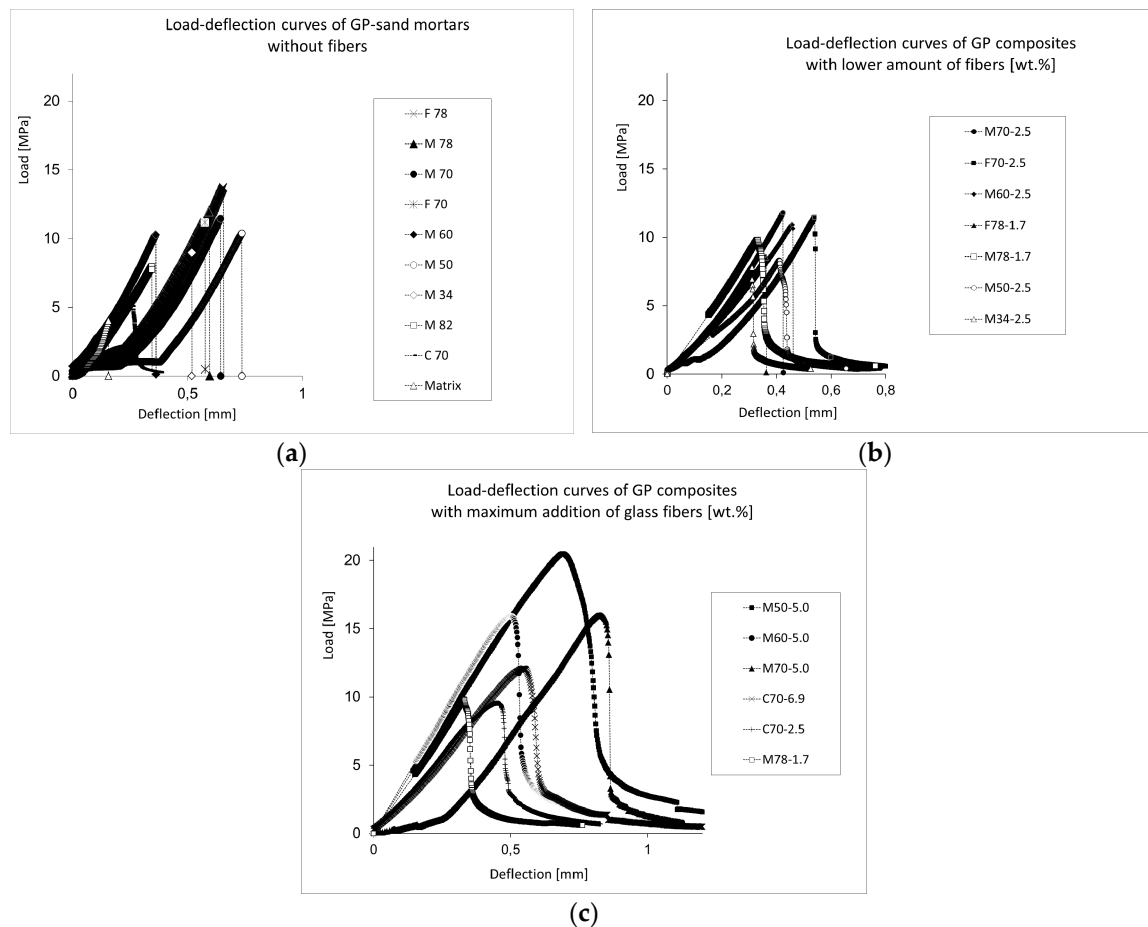 Load-deflection curves of GP-sand mortars
without fibers
Load [MPa]
20
15
10
5
0
0
0,5
1
Deflection [mm]
F 78
M 78
M 70
F 70
M 60
M 50
M 34
M 82
C 70
Matrix
(a)
Load-deflection curves of GP composites
with lower amount of fibers [wt.%]
Load [MPa]
20
15
10
5
0
0
0,2
0,4
0,6
0,8
Deflection [mm]
M70-2.5
F70-2.5
M60-2.5
F78-1.7
M78-1.7
M50-2.5
M34-2.5
(b)
Load-deflection curves of GP composites
with maximum addition of glass fibers [wt.%]
Load [MPa]
20
15
10
5
0
0
0,5
1
Deflection [mm]
M50-5.0
M60-5.0
M70-5.0
C70-6.9
C70-2.5
M78-1.7
(c)